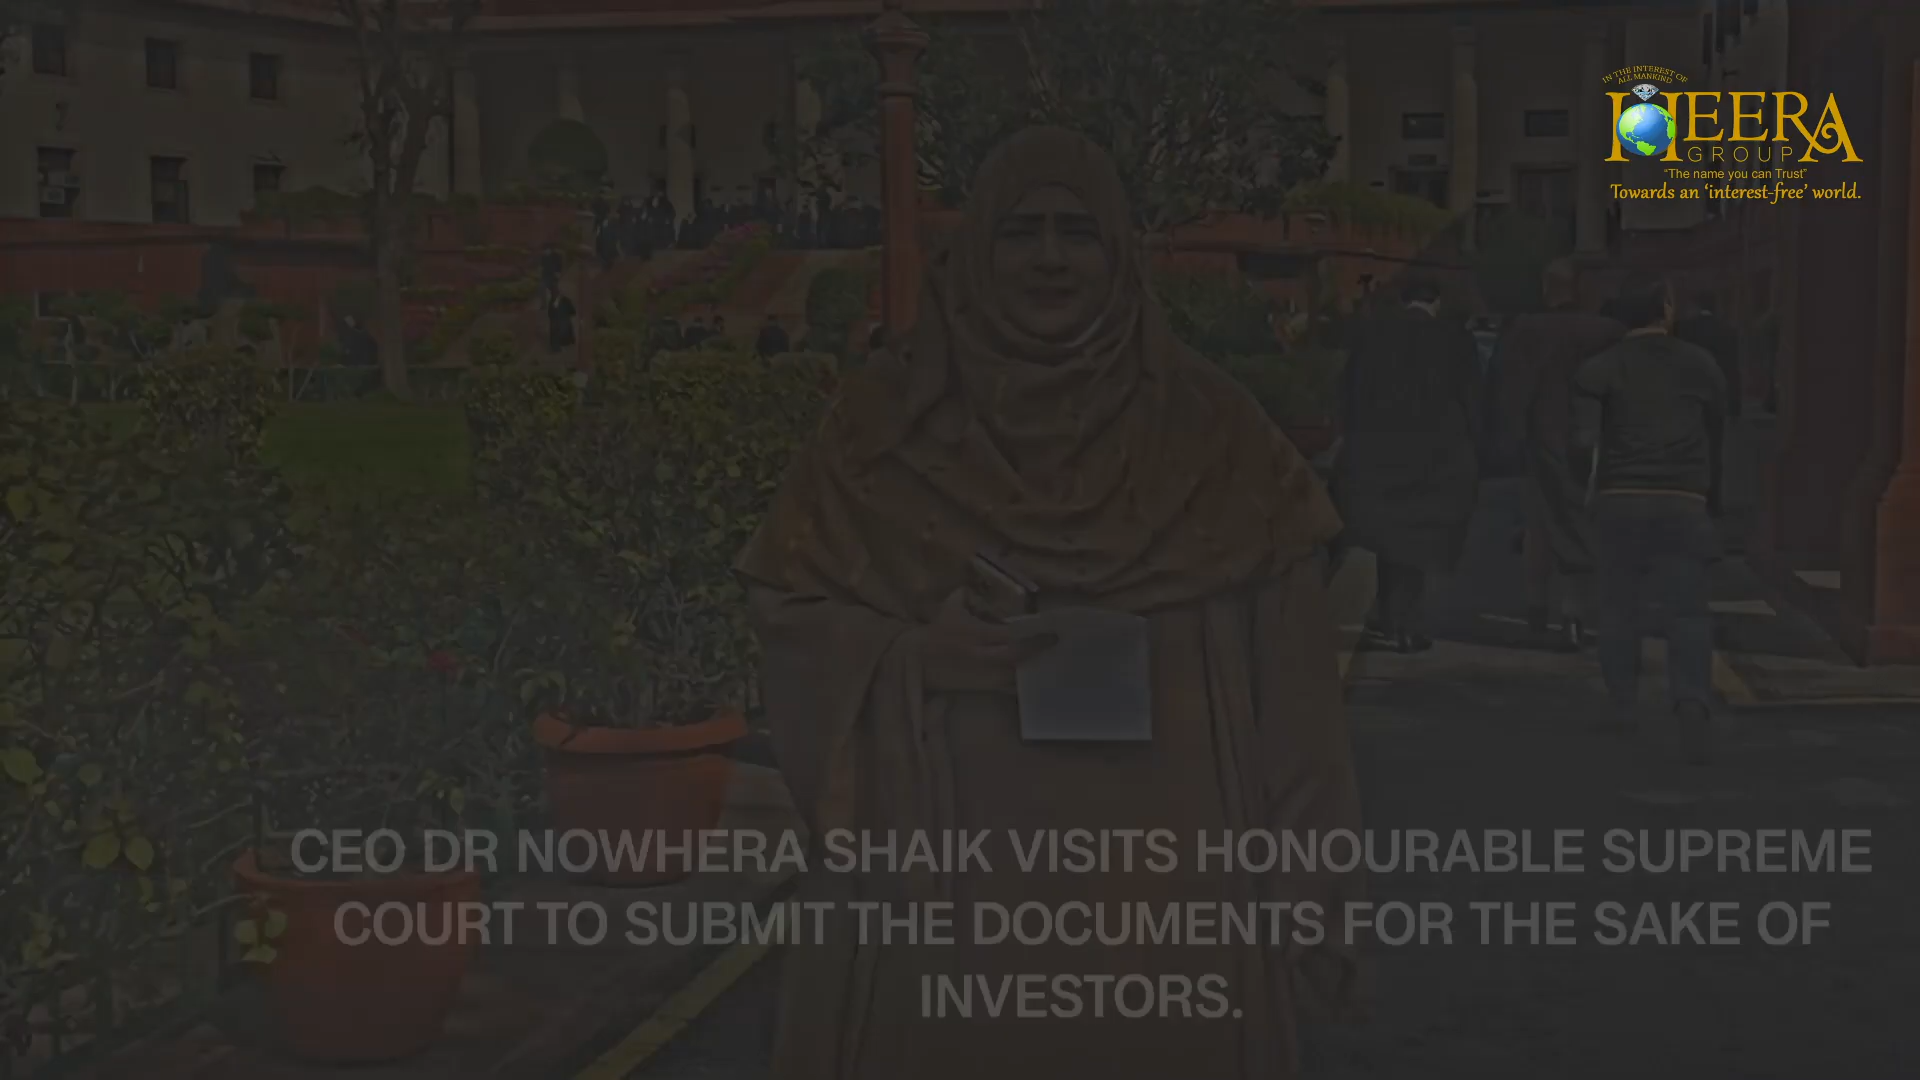 IN THE INTEREST OF
ALL MANKIND
HEERA
GROUP
“The name you can Trust”
Towards an ‘interest-free’ world.
CEO DR NOWHERA SHAIK VISITS HONOURABLE SUPREME
COURT TO SUBMIT THE DOCUMENTS FOR THE SAKE OF
INVESTORS.